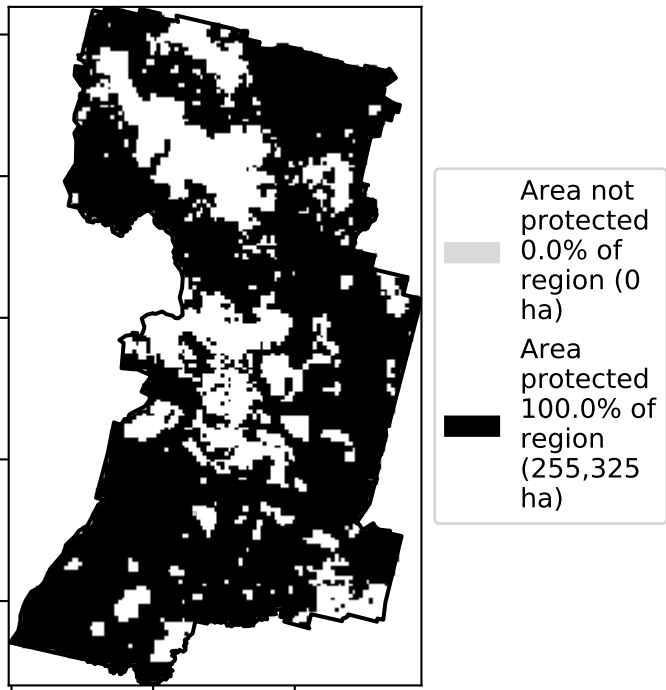 Area not
protected
0.0% of
region (0
ha)
Area
protected
100.0% of
region
(255,325
ha)